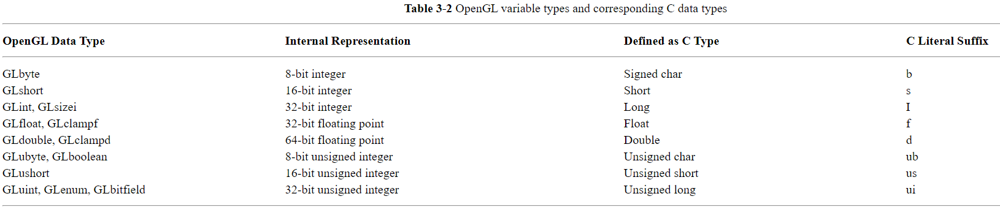 Table 3-2 OpenGL variable types and corresponding C data types
OpenGL Data Type Internal Representation Defined as C Type C Literal Suffix
GLbyte 8-bit integer Signed char b
GLshort 16-bit integer Short s
GLint, GLsizei 32-bit integer Long I
GLfloat, GLclampf 32-bit floating point Float f
GLdouble, GLclampd 64-bit floating point Double d
GLubyte, GLboolean 8-bit unsigned integer Unsigned char ub
GLushort 16-bit unsigned integer Unsigned short us
GLuint, GLenum, GLbitfield 32-bit unsigned integer Unsigned long ui